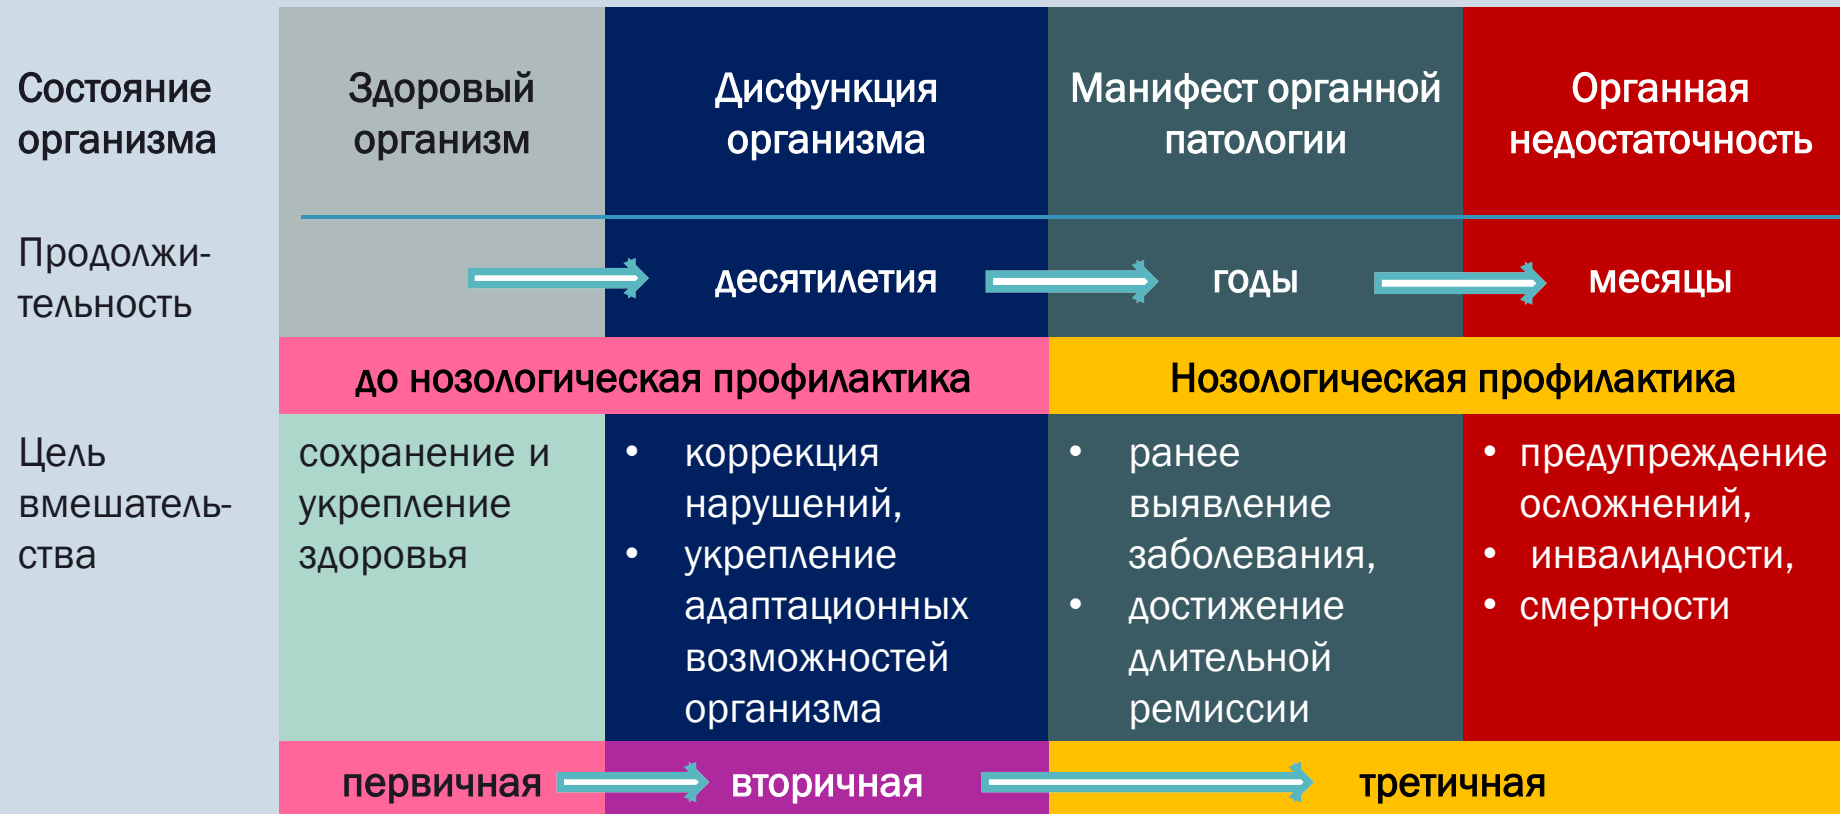 Состояние
организма
Здоровый
организм
Дисфункция
организма
Манифест органной
патологии
Органная
недостаточность
Продолжи-
тельность
десятилетия
годы
месяцы
до нозологическая профилактика
Нозологическая профилактика
Цель
вмешатель-
ства
сохранение и
укрепление
здоровья
• коррекция
нарушений,
• укрепление
адаптационных
возможностей
организма
• ранее
выявление
заболевания,
• достижение
длительной
ремиссии
• предупреждение
осложнений,
• инвалидности,
• смертности
первичная
вторичная
третичная